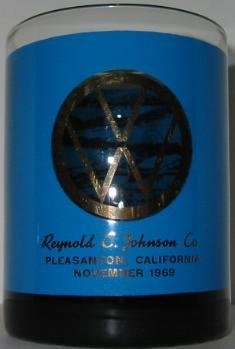 Reynold C. Johnson Co
PLEASANTON, CALIFORNIA
NOVEMBER 1969